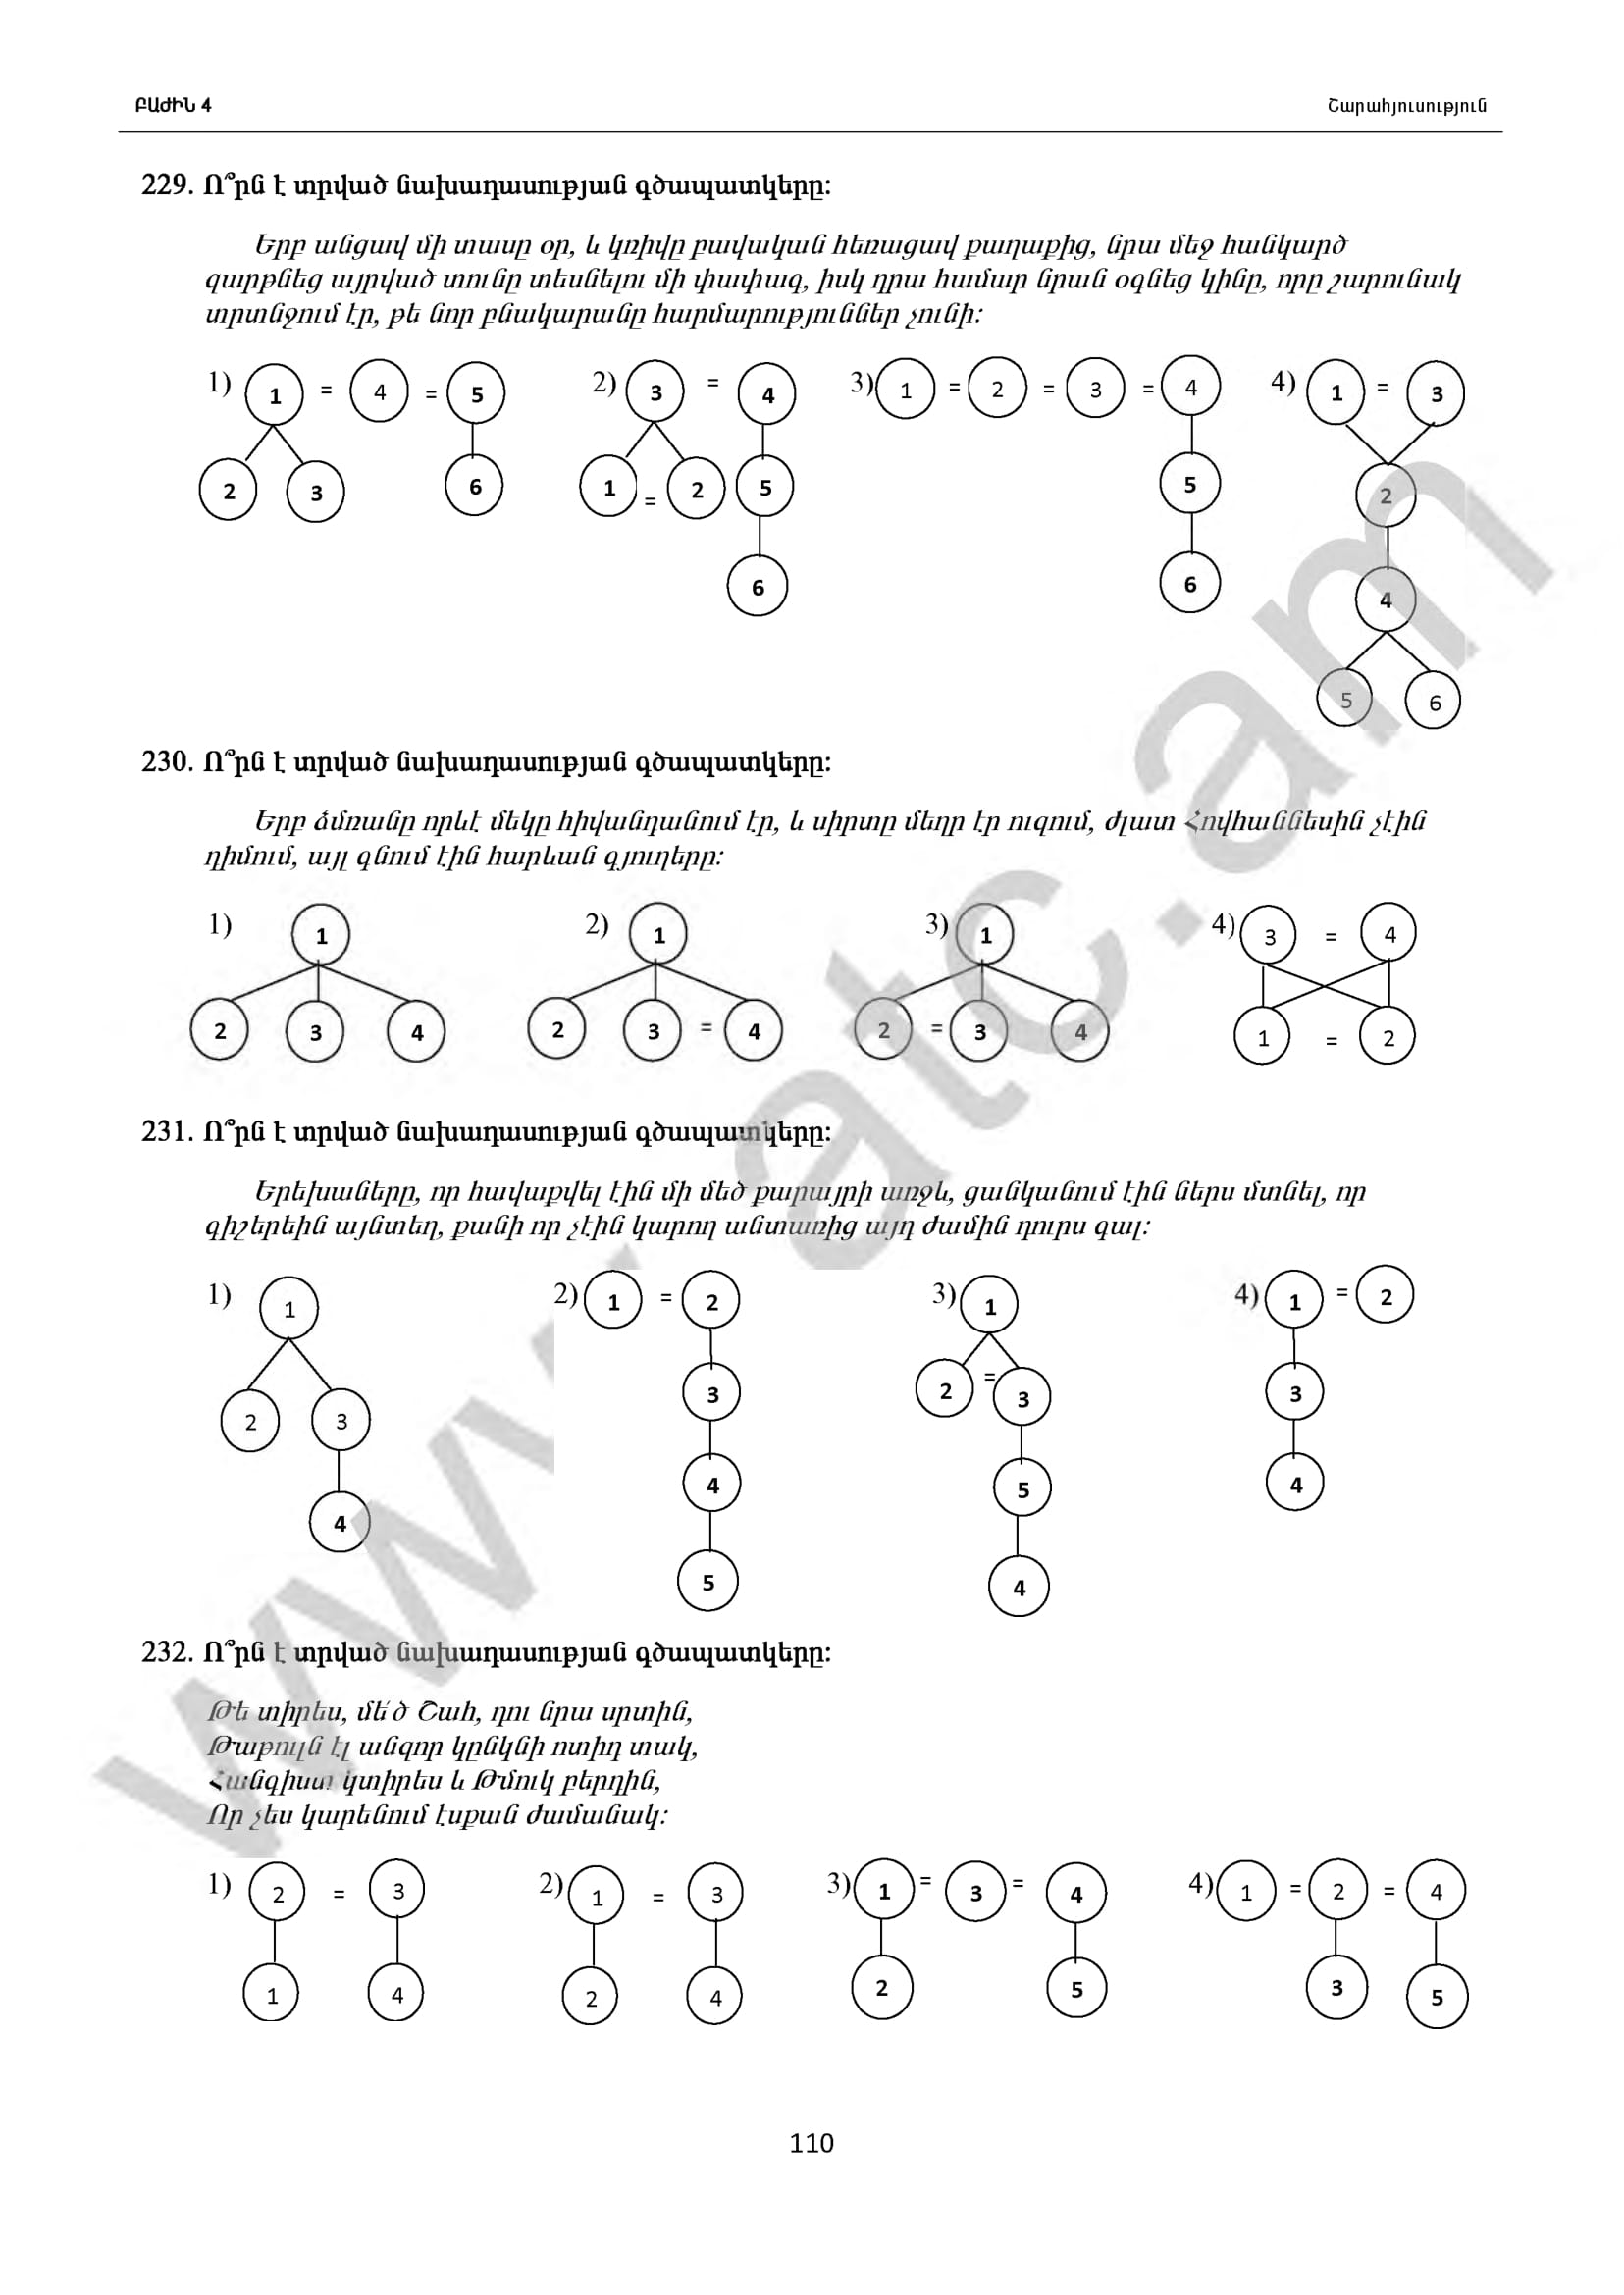 ԲԱԺԻՆ 4 Շարահյուսություն
229. Ո՞րն է տրված նախադասության գծապատկերը:
Երբ անցավ մի տասը օր, և կռիվը բավական հեռացավ քաղաքից, նրա մեջ հանկարծ
զարթնեց այրված տունը տեսնելու մի փափագ, իսկ դրա համար նրան օգնեց կինը, որը շարունակ
տրտնջում էր, թե նոր բնակարանը հարմարություններ չունի:
1) 1 = 4 = 5 2) 3 = 4 3) 1 = 2 = 3 = 4 4) 1 = 3
2 3 6 1 = 2 5 5 2
6 6 4
5 6
230. Ո՞րն է տրված նախադասության գծապատկերը:
Երբ ձմռանը որևէ մեկը հիվանդանում էր, և սիրտը մեղր էր ուզում, ժլատ Հովհաննեսին չէին
դիմում, այլ գնում էին հարևան գյուղերը:
1) 1 2) 1 3) 1 4) 3 = 4
2 3 4 2 3 = 4 2 = 3 4 1 = 2
231. Ո՞րն է տրված նախադասության գծապատկերը:
Երեխաները, որ հավաքվել էին մի մեծ քարայրի առջև, ցանկանում էին ներս մտնել, որ
գիշերեին այնտեղ, քանի որ չէին կարող անտառից այդ ժամին դուրս գալ:
1) 1 2) 1 = 2 3) 1 4) 1 = 2
2 3 3 2 = 3 3
4 4 5 4
5 4
232. Ո՞րն է տրված նախադասության գծապատկերը:
Թե տիրես, մե՛ծ Շահ, դու նրա սրտին,
Թաթուլն էլ անզոր կընկնի ոտիդ տակ,
Հանգիստ կտիրես և Թմուկ բերդին,
Որ չես կարենում էսքան ժամանակ:
1) 2 = 3 2) 1 = 3 3) 1 = 3 = 4 4) 1 = 2 = 4
1 4 2 4 2 5 3 5
110
www.atc.am